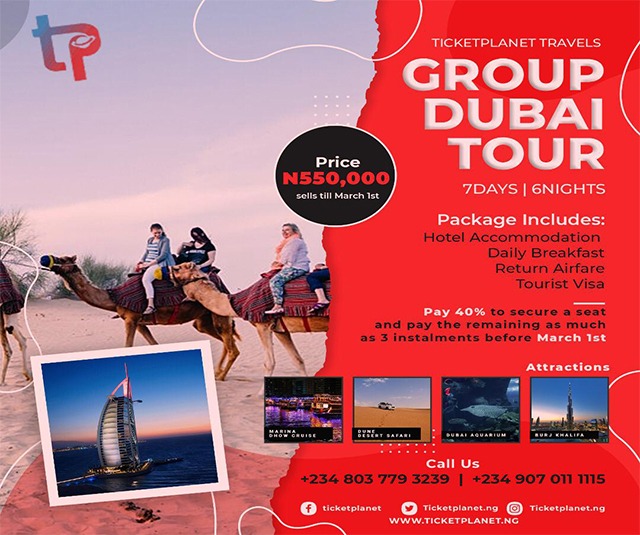 tp
TICKETPLANET TRAVELS
GROUP
DUBAI
TOUR
7DAYS | 6NIGHTS
Price
N550,000
sells till March 1st
Package Includes:
Hotel Accommodation
Daily Breakfast
Return Airfare
Tourist Visa
Pay 40% to secure a seat
and pay the remaining as much
as 3 instalments before March 1st
Attractions
MARINA
DHOW CRUISE
DUNE
DESERT SAFARI
DUBAI AQUARIUM
BURJ KHALIFA
Call Us
+234 803 779 3239 | +234 907 011 1115
ticketplanet
Ticketplanet.ng
Ticketplanet.ng
WWW.TICKETPLANET.NG